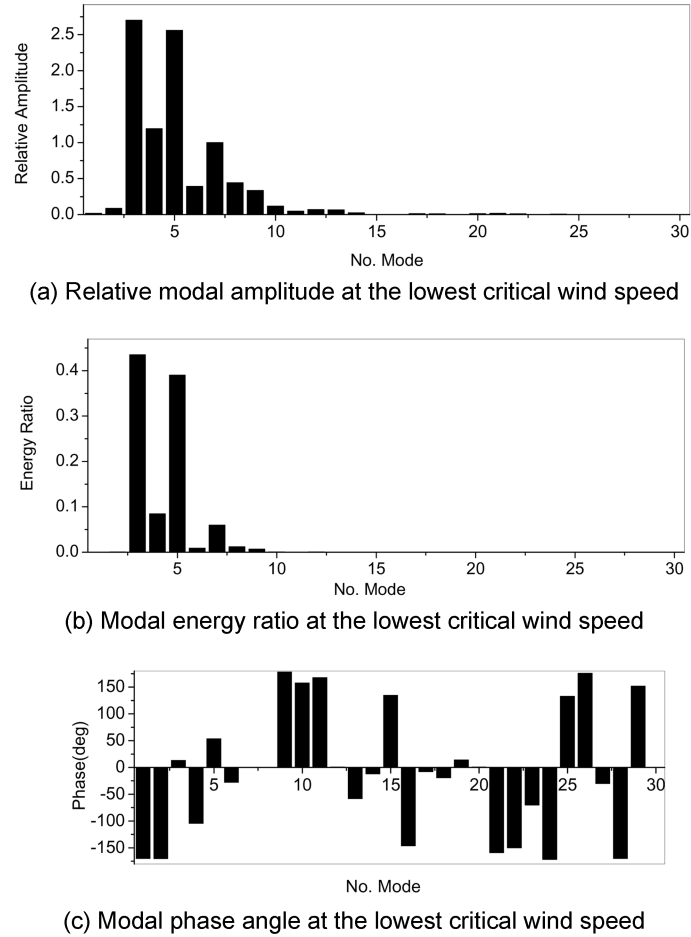 2.5
2.0
1.5
1.0
0.5
0.0
Relative Amplitude
5 10 15 20 25 30
No. Mode
(a) Relative modal amplitude at the lowest critical wind speed
0.4
0.3
0.2
0.1
0.0
Energy Ratio
5 10 15 20 25 30
No. Mode
(b) Modal energy ratio at the lowest critical wind speed
150
100
50
0
-50
-100
-150
Phase(deg)
5 10 15 20 25 30
No. Mode
(c) Modal phase angle at the lowest critical wind speed